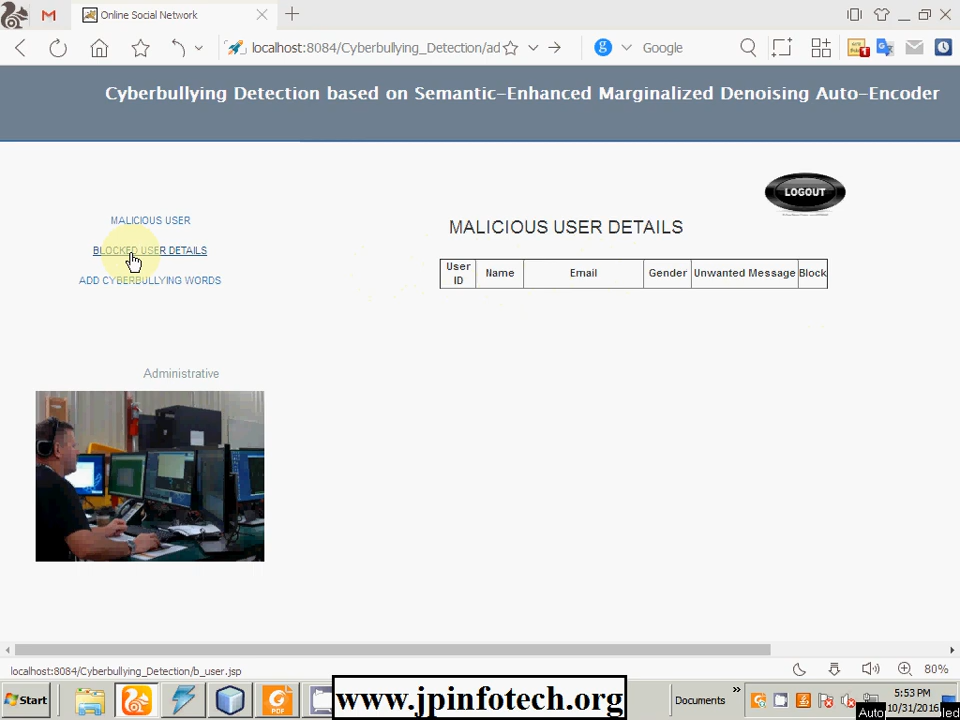 Online Social Network
localhost:8084/Cyberbullying_Detection/ad
Google
Cyberbullying Detection based on Semantic-Enhanced Marginalized Denoising Auto-Encoder
LOGOUT
MALICIOUS USER
BLOCKED USER DETAILS
ADD CYBERBULLYING WORDS
MALICIOUS USER DETAILS
User ID Name Email Gender Unwanted Message Block
Administrative
localhost:8084/Cyberbullying_Detection/b_user.jsp
80%
Start
PDF
www.jpinfotech.org
Documents
5:53 PM
10/31/2016